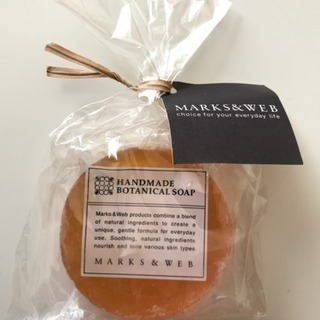 MARKS&WEB
choice for your everyday life
HANDMADE
BOTANICAL SOAP
Marks&Web products combine a blend
of natural ingredients to create a
unique, gentle formula for everyday
use. Soothing, natural ingredients
nourish and tone various skin types
MARKS & WEB